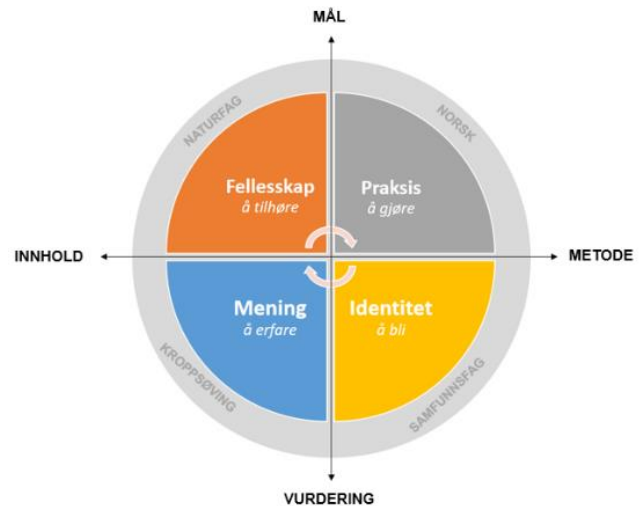 MÅL
NATURFAG
NORSK
Fellesskap
å tilhøre
Praksis
å gjøre
INNHOLD
METODE
Mening
å erfare
Identitet
å bli
KROPPSØVING
SAMFUNNSFAG
VURDERING